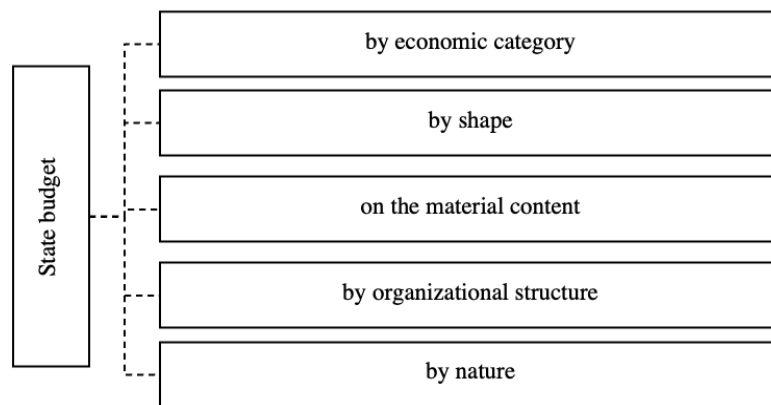 State budget
by economic category
by shape
on the material content
by organizational structure
by nature